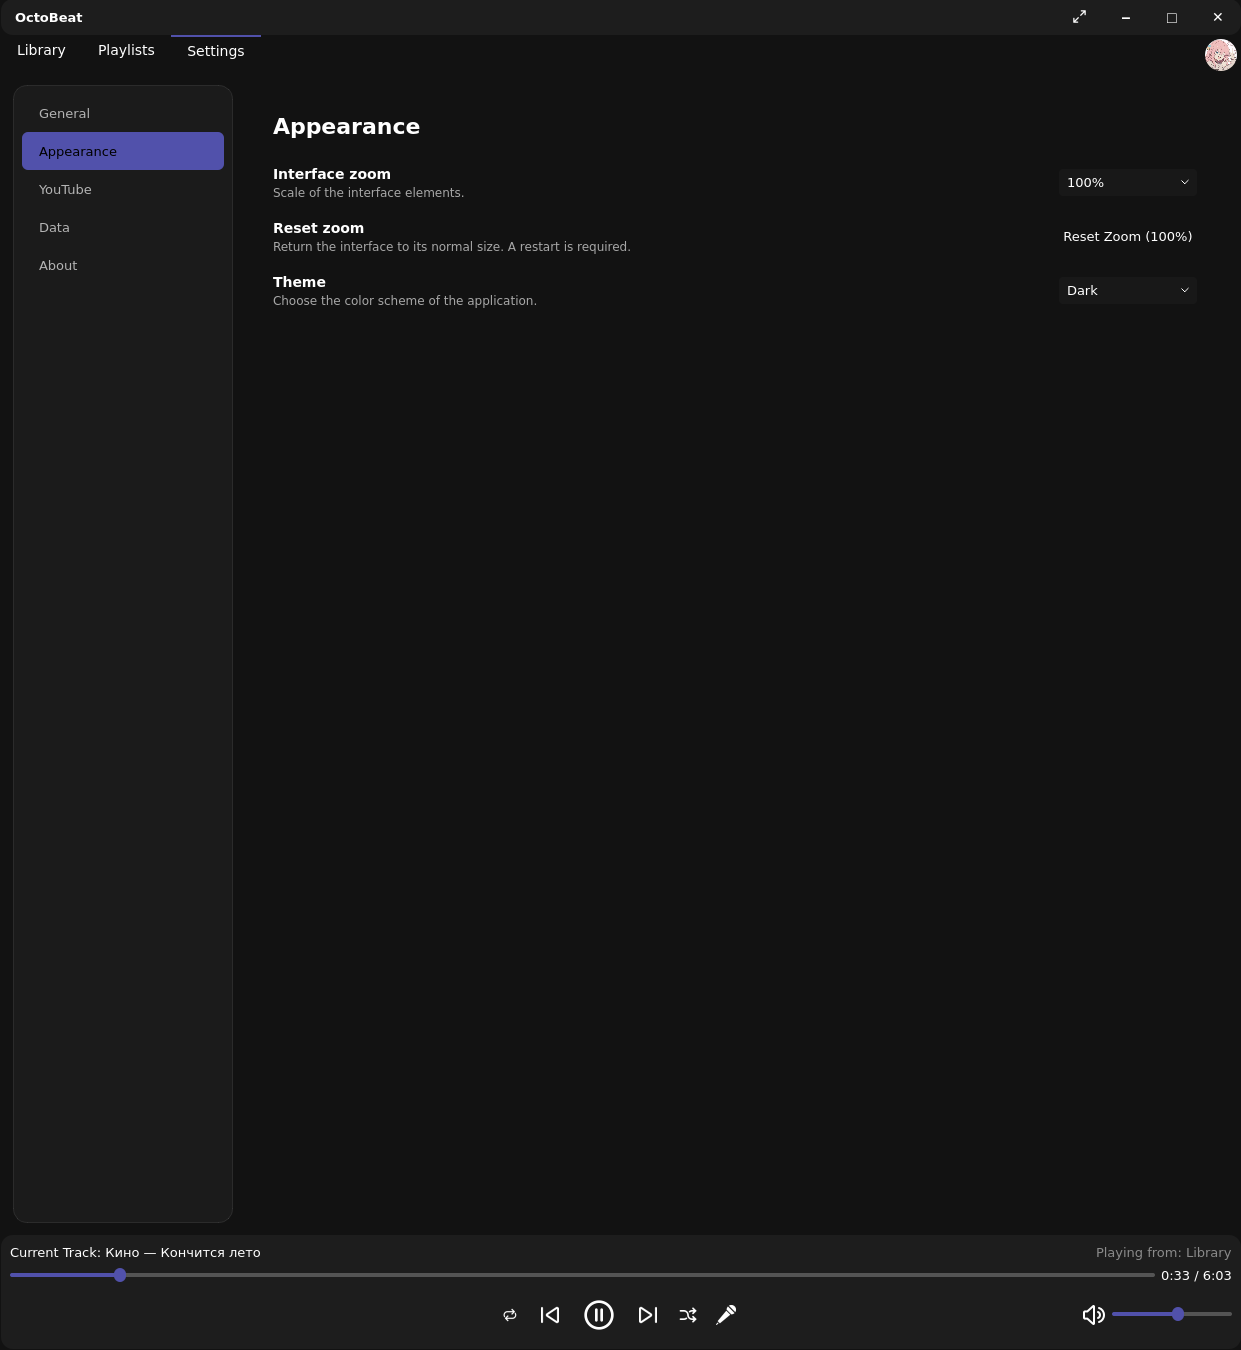 OctoBeat
Library Playlists Settings
General
Appearance
YouTube
Data
About
Appearance
Interface zoom
Scale of the interface elements.
100%
Reset zoom
Return the interface to its normal size. A restart is required.
Reset Zoom (100%)
Theme
Choose the color scheme of the application.
Dark
Current Track: Кино — Кончится лето
Playing from: Library
0:33 / 6:03